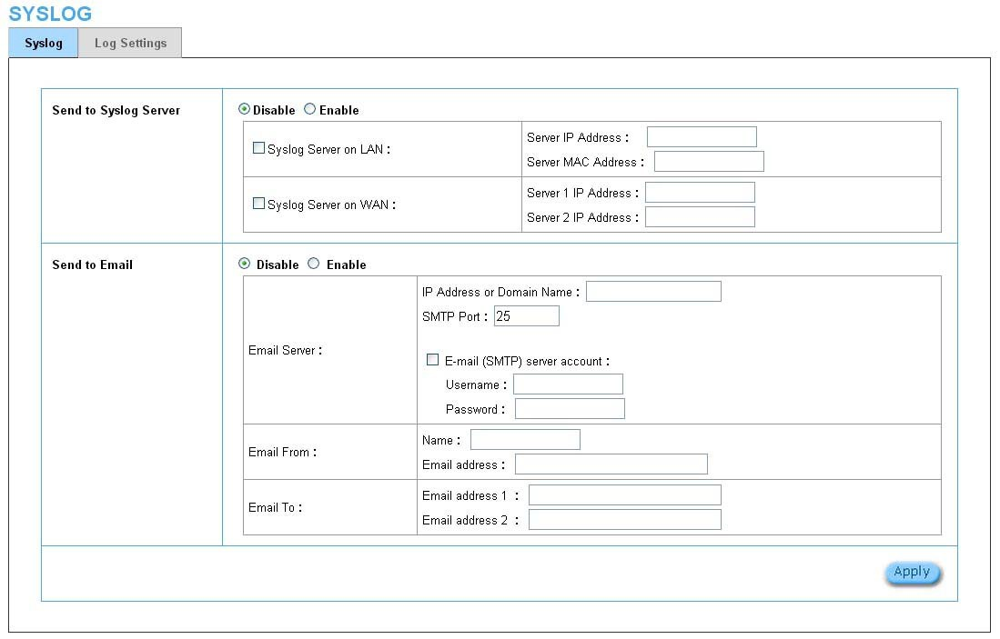 SYSLOG
Syslog Log Settings
Send to Syslog Server Disable Enable
Syslog Server on LAN :
Server IP Address :
Server MAC Address :
Syslog Server on WAN :
Server 1 IP Address :
Server 2 IP Address :
Send to Email Disable Enable
Email Server :
IP Address or Domain Name :
SMTP Port : 25
E-mail (SMTP) server account :
Username :
Password :
Email From :
Name :
Email address :
Email To :
Email address 1 :
Email address 2 :
Apply